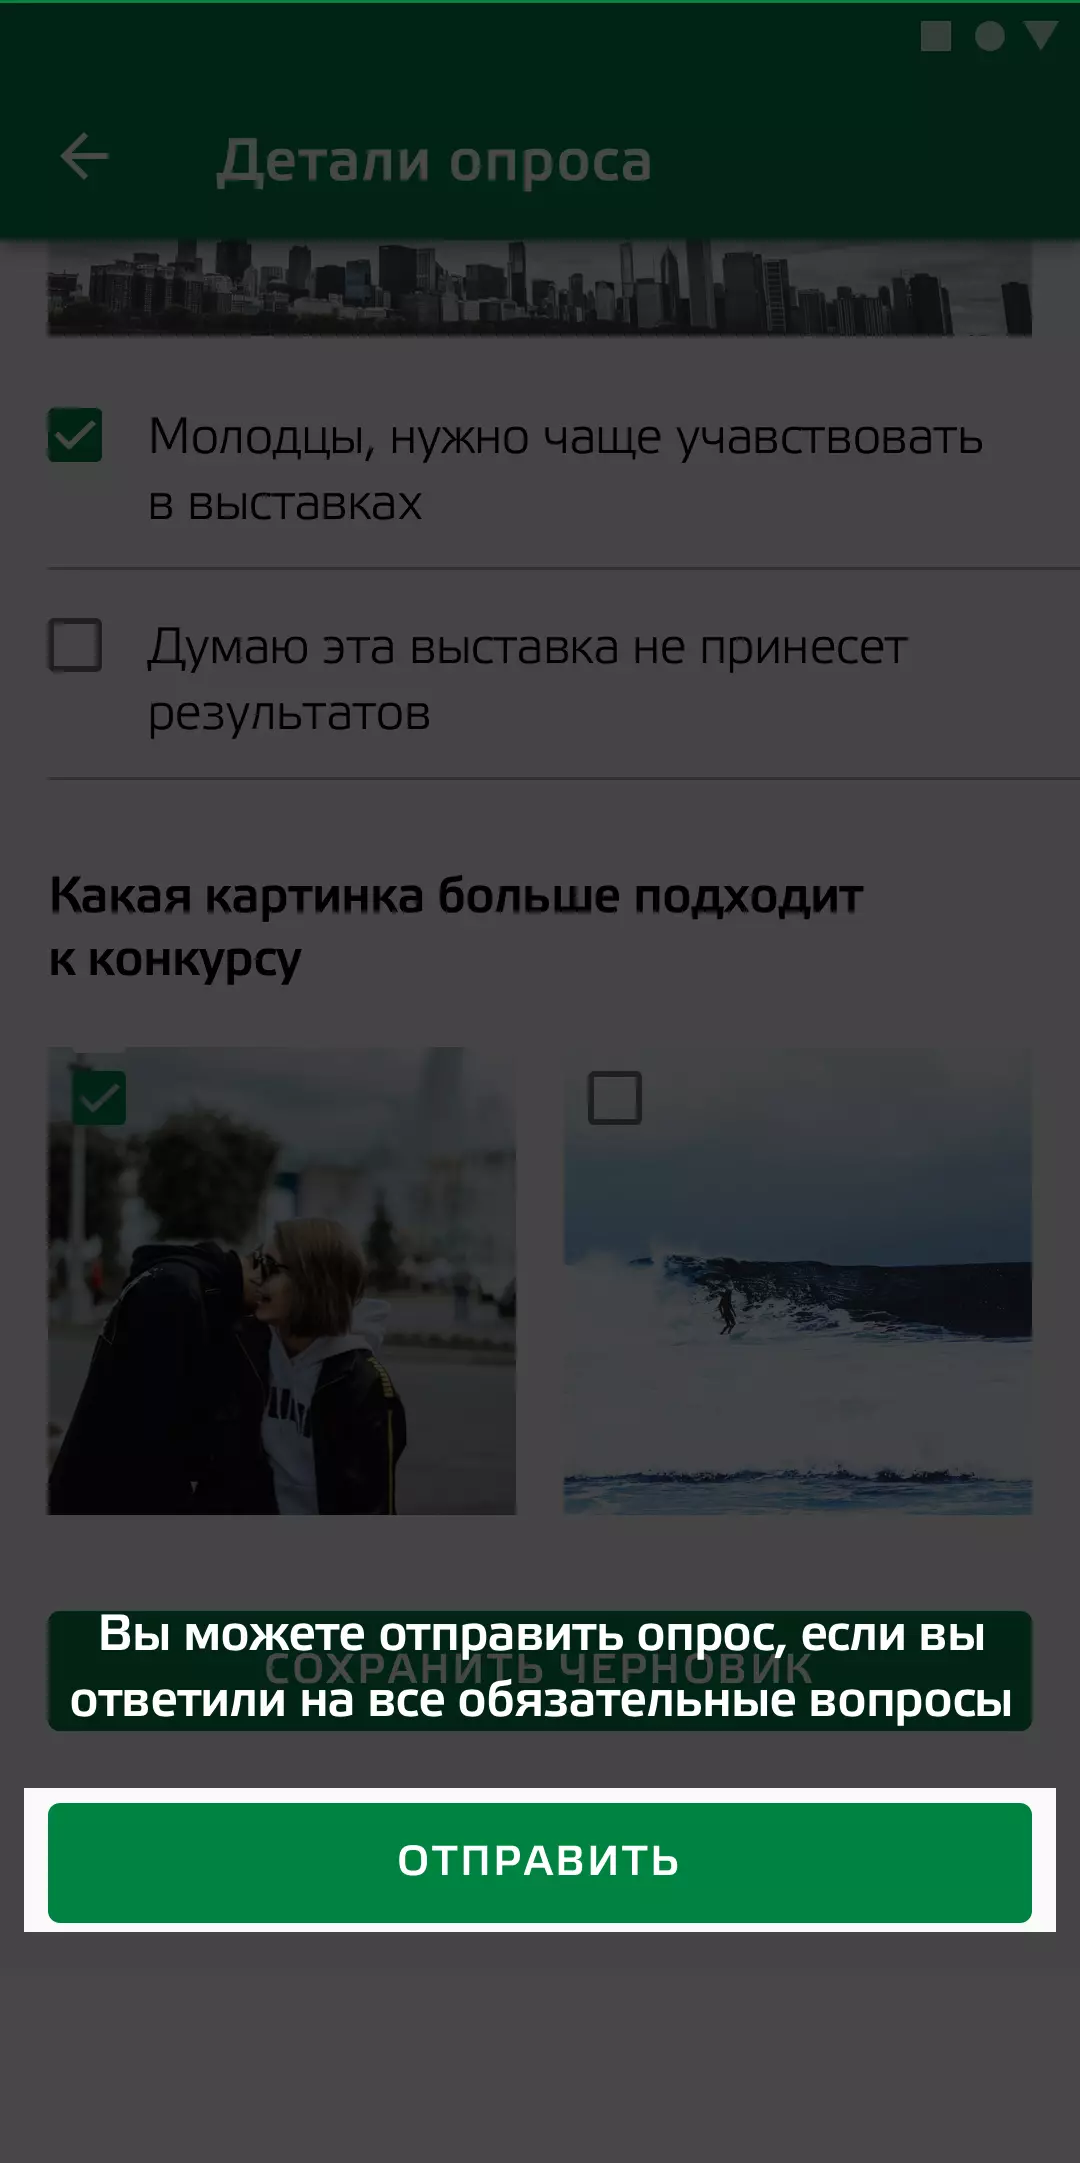 Детали опроса
Молодцы, нужно чаще учавствовать
в выставках
Думаю эта выставка не принесет
результатов
Какая картинка больше подходит
к конкурсу
Вы можете отправить опрос, если вы
СОХРАНИТЬ ЧЕРНОВИК
ответили на все обязательные вопросы
ОТПРАВИТЬ